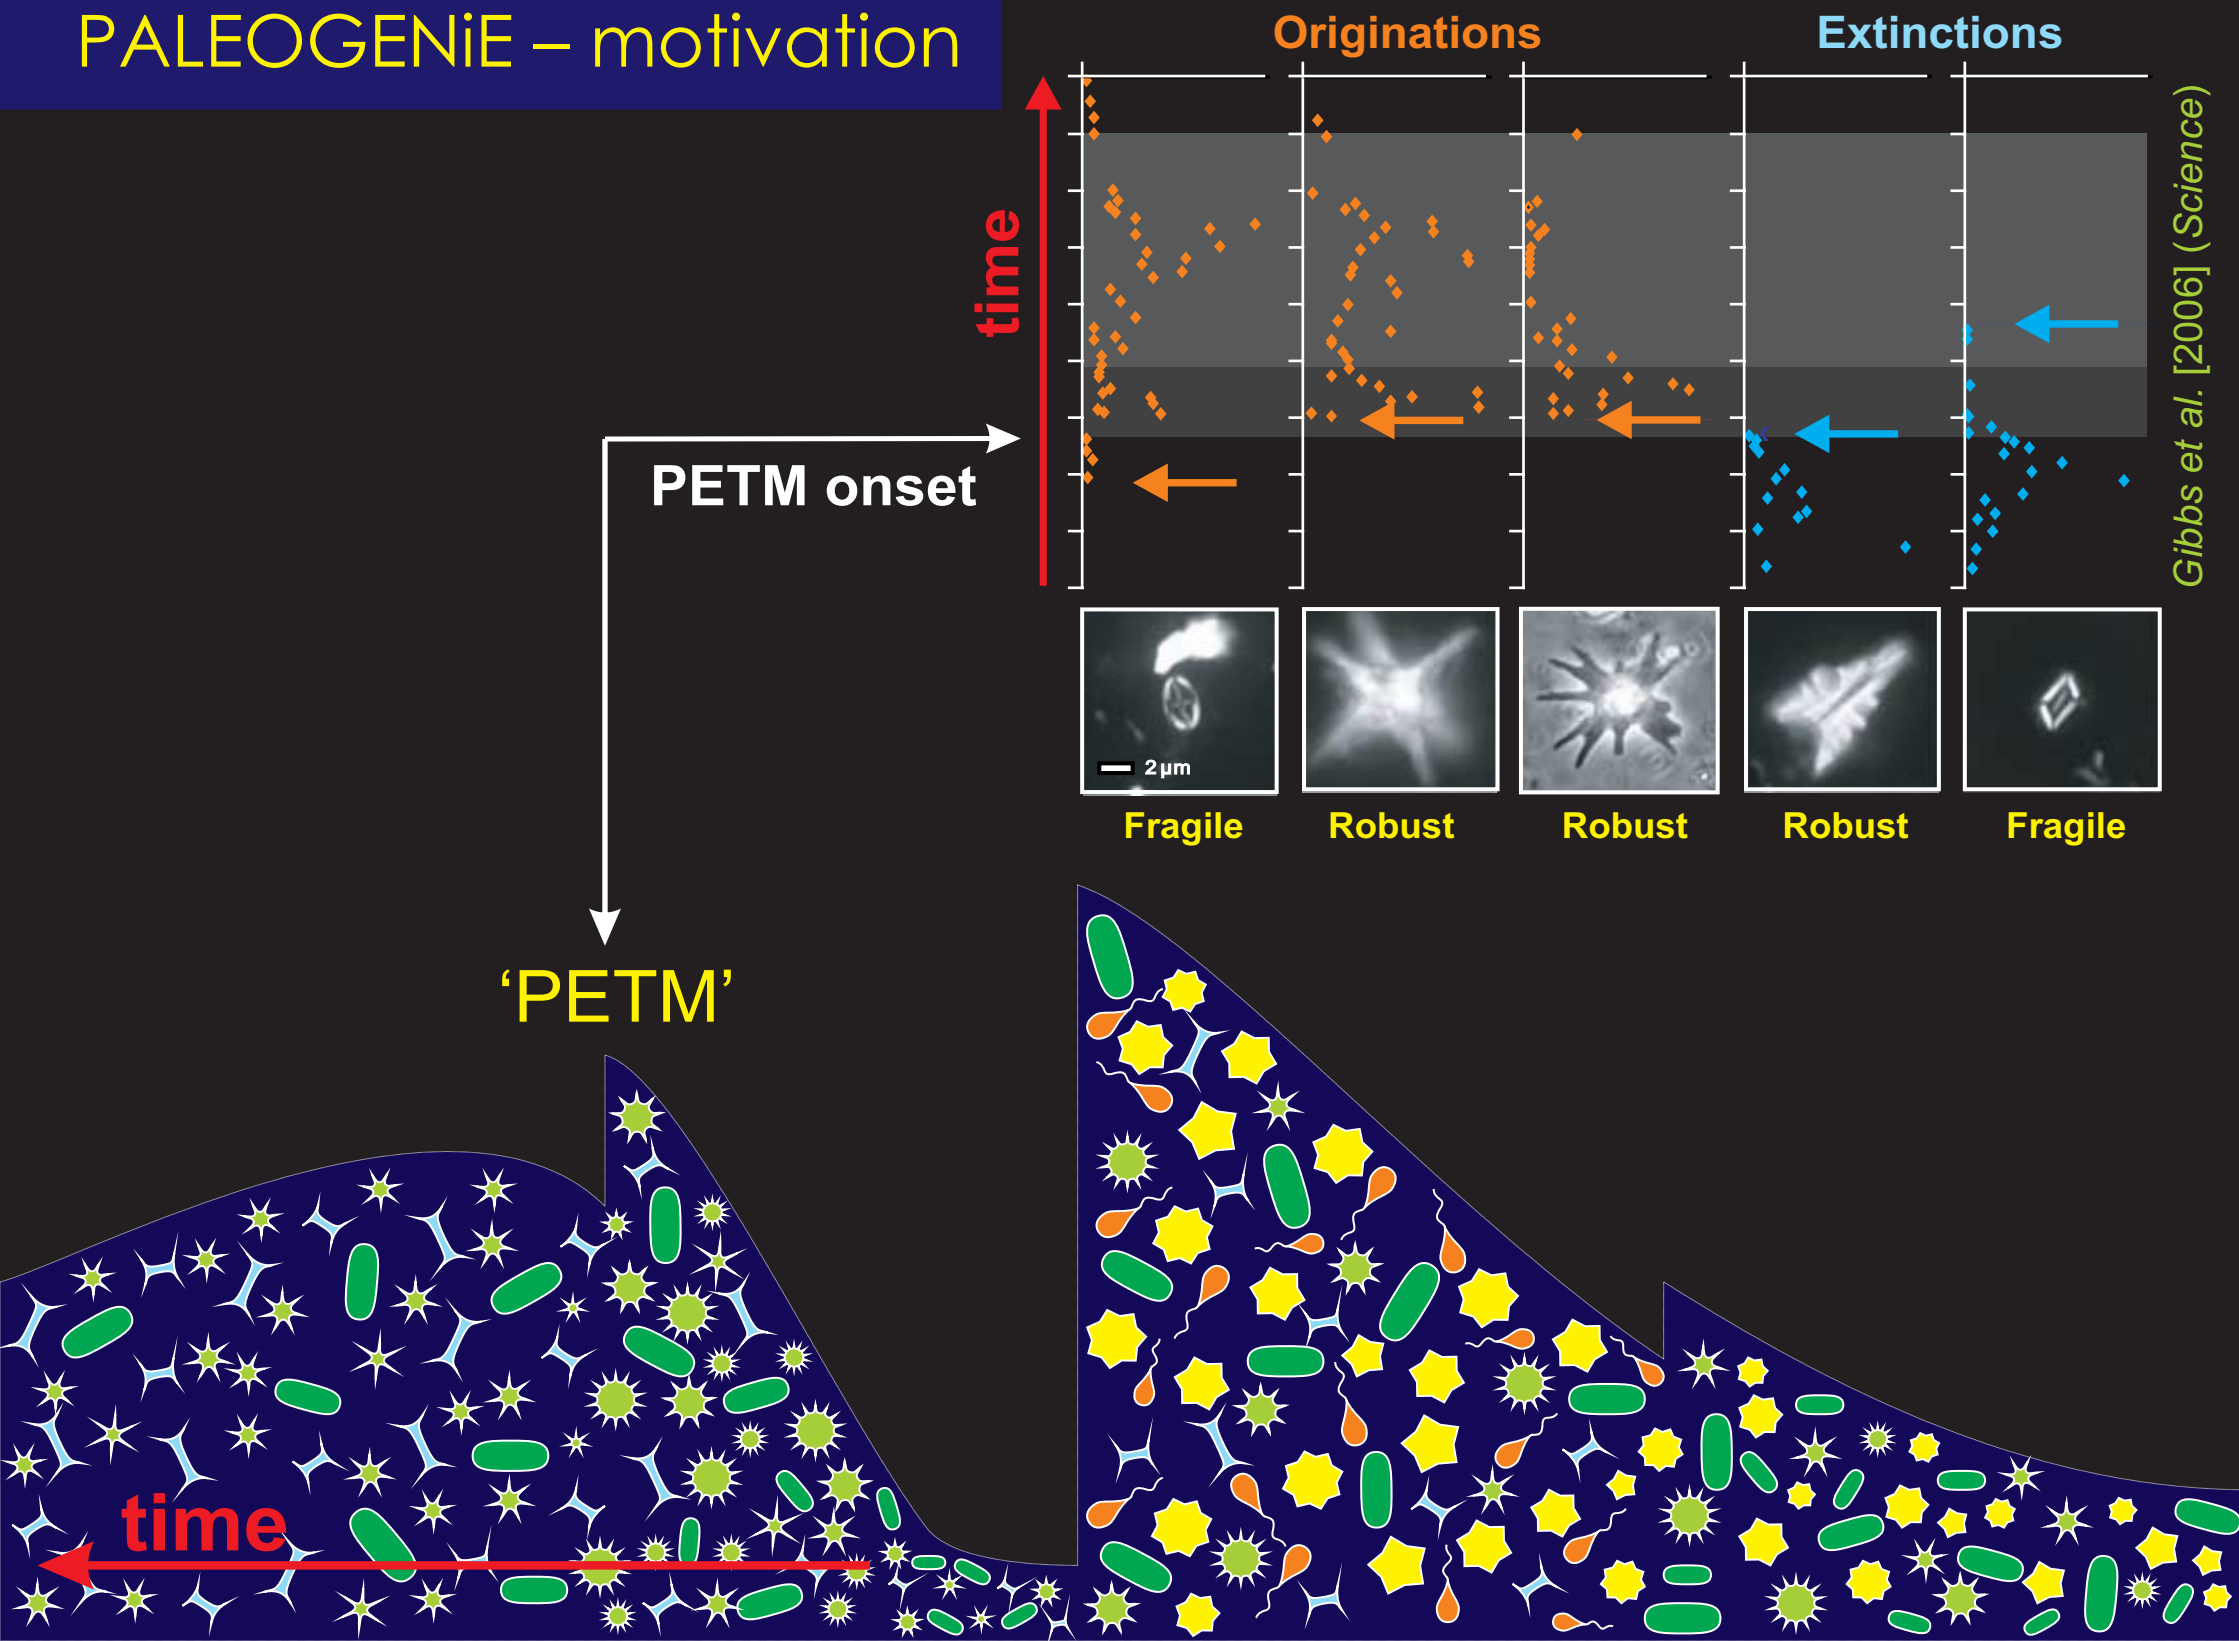 PALEOGENiE – motivation
Originations
Extinctions
time
Gibbs et al. [2006] (Science)
PETM onset
2 µm
Fragile
Robust
Robust
Robust
Fragile
‘PETM’
time